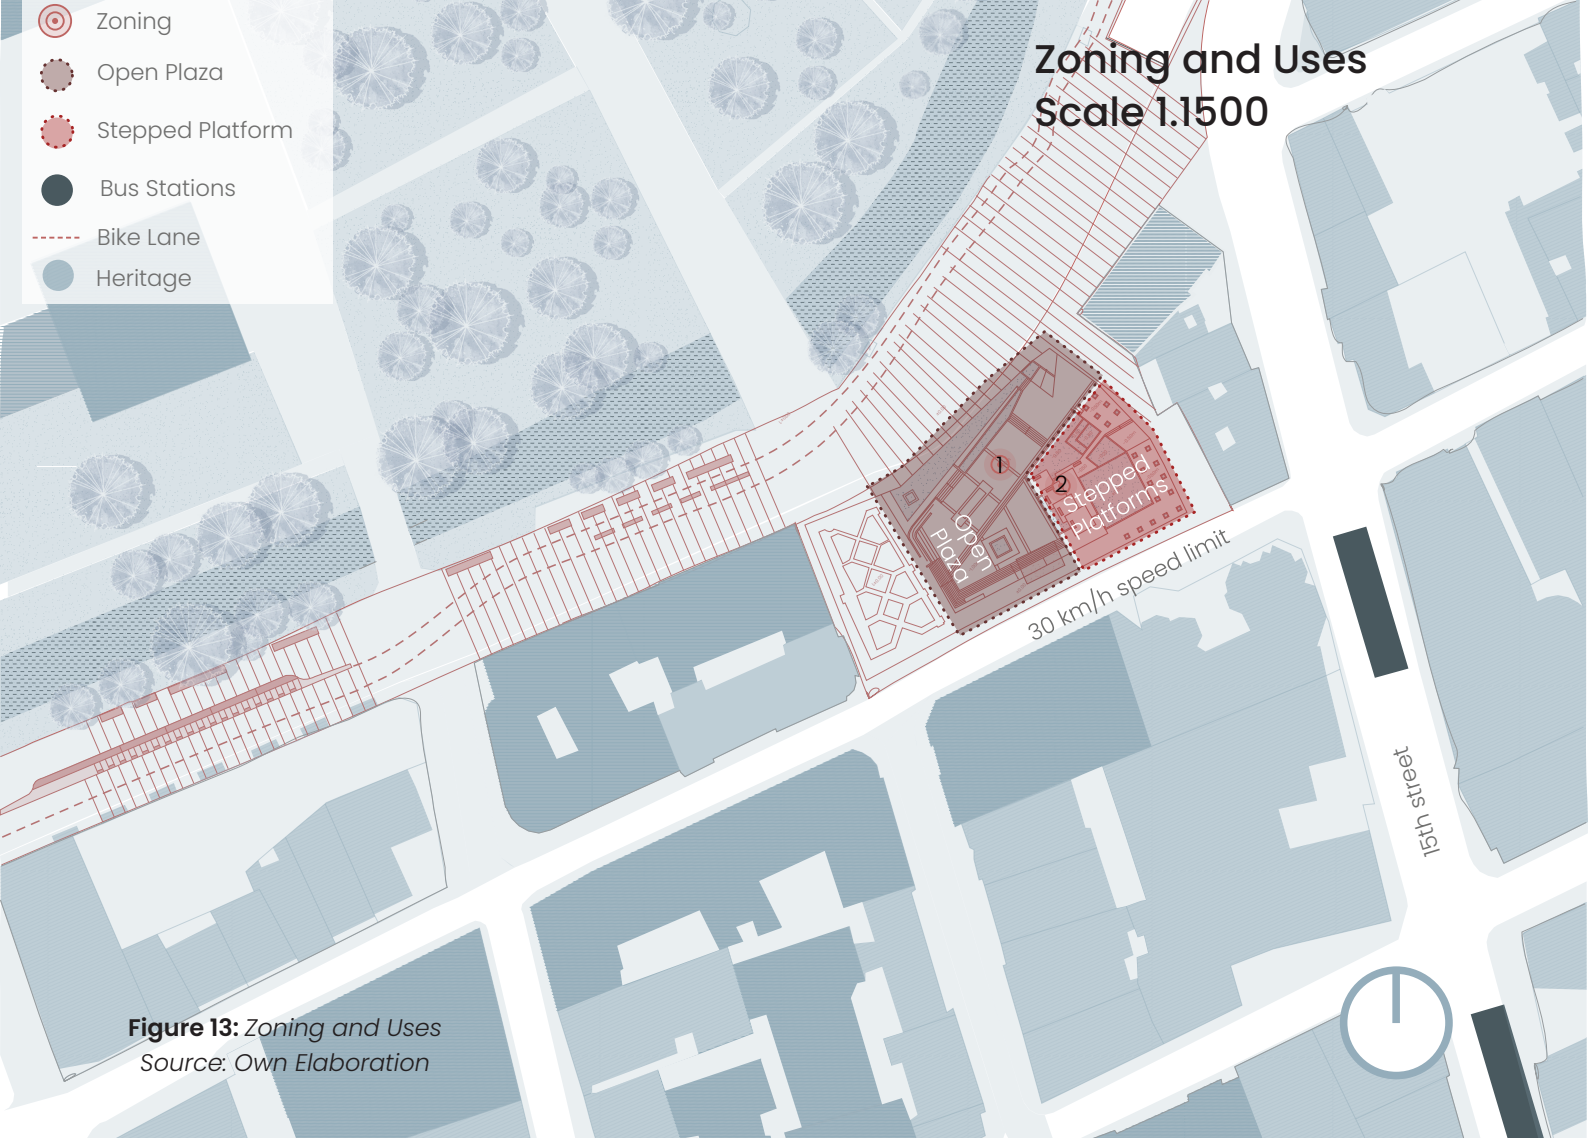 Zoning
Open Plaza
Stepped Platform
Bus Stations
Bike Lane
Heritage
Zoning and Uses
Scale 1.1500
1
2
Stepped
Platforms
Open
Plaza
30 km/h speed limit
15th street
Figure 13: Zoning and Uses
Source: Own Elaboration